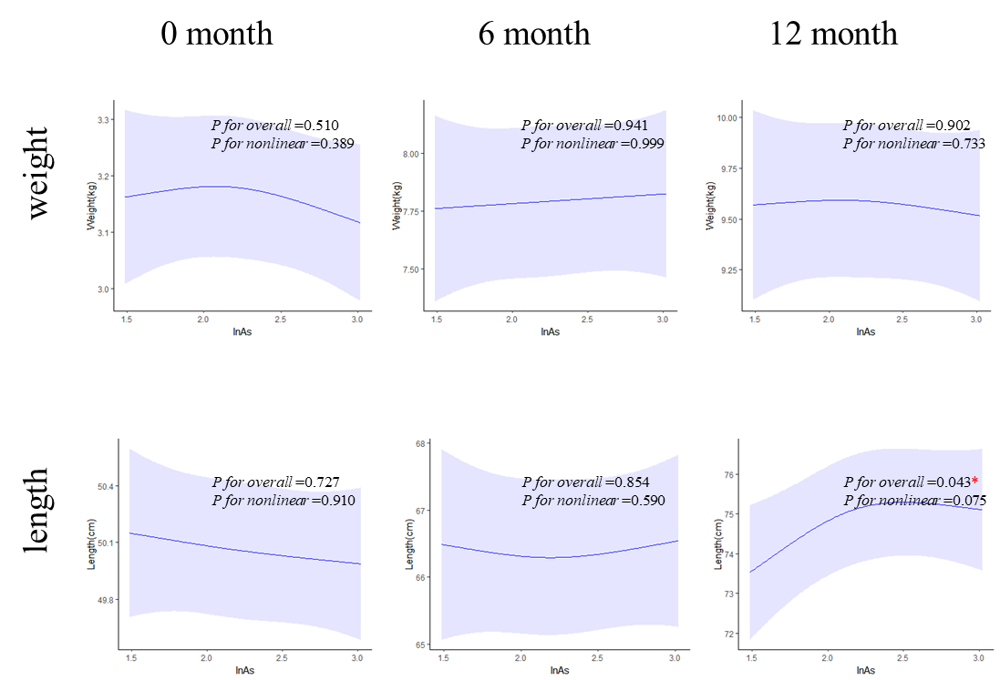 0 month
6 month
12 month
weight
Weight(kg)
3.3
3.2
3.1
3.0
P for overall =0.510
P for nonlinear =0.389
1.5 2.0 2.5 3.0
lnAs
Weight(kg)
8.00
7.75
7.50
P for overall =0.941
P for nonlinear =0.999
1.5 2.0 2.5 3.0
lnAs
Weight(kg)
10.00
9.75
9.50
9.25
P for overall =0.902
P for nonlinear =0.733
1.5 2.0 2.5 3.0
lnAs
length
Length(cm)
50.4
50.1
49.8
P for overall =0.727
P for nonlinear =0.910
1.5 2.0 2.5 3.0
lnAs
Length(cm)
68
67
66
65
P for overall =0.854
P for nonlinear =0.590
1.5 2.0 2.5 3.0
lnAs
Length(cm)
76
75
74
73
72
P for overall =0.043*
P for nonlinear =0.075
1.5 2.0 2.5 3.0
lnAs